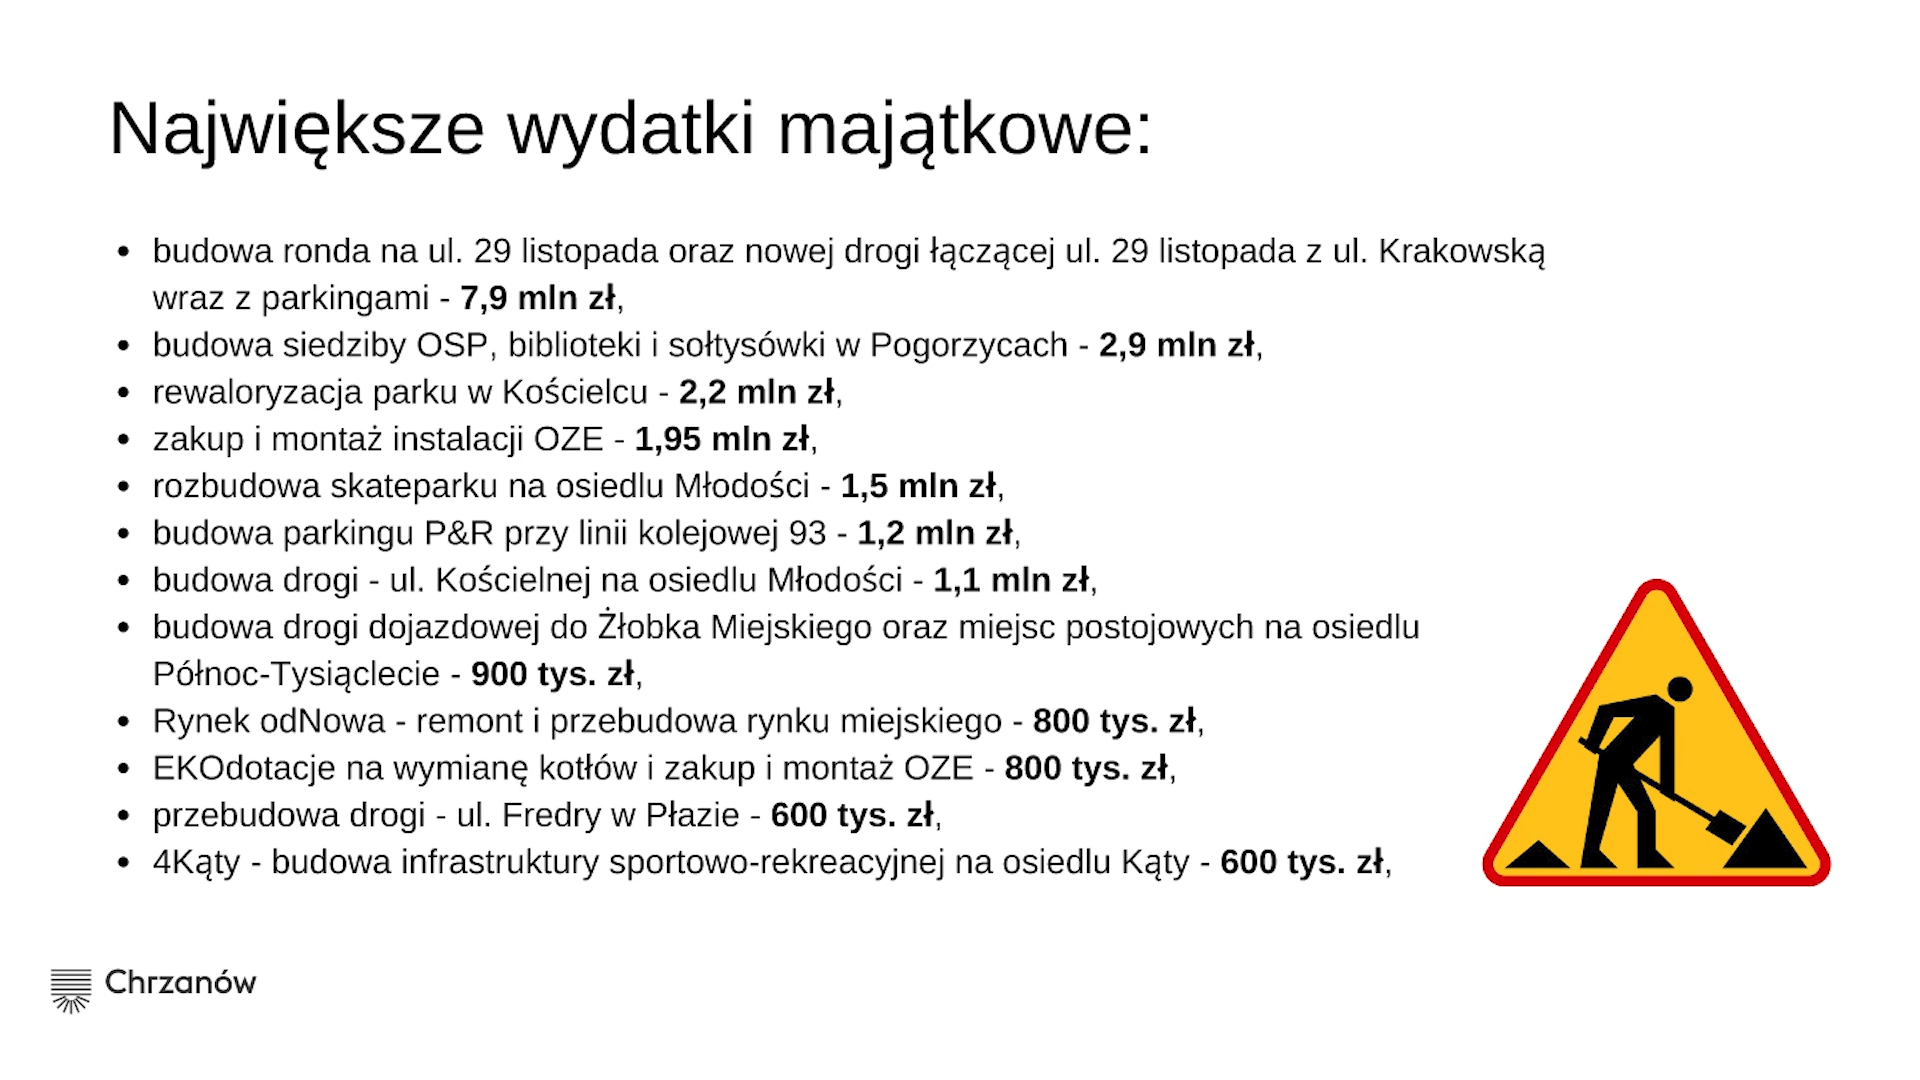 Największe wydatki majątkowe:
• budowa ronda na ul. 29 listopada oraz nowej drogi łączącej ul. 29 listopada z ul. Krakowską
wraz z parkingami - 7,9 mln zł,
• budowa siedziby OSP, biblioteki i sołtysówki w Pogorzycach - 2,9 mln zł,
• rewaloryzacja parku w Kościelcu - 2,2 mln zł,
• zakup i montaż instalacji OZE - 1,95 mln zł,
• rozbudowa skateparku na osiedlu Młodości - 1,5 mln zł,
• budowa parkingu P&R przy linii kolejowej 93 - 1,2 mln zł,
• budowa drogi - ul. Kościelnej na osiedlu Młodości - 1,1 mln zł,
• budowa drogi dojazdowej do Żłobka Miejskiego oraz miejsc postojowych na osiedlu
Północ-Tysiąclecie - 900 tys. zł,
• Rynek odNowa - remont i przebudowa rynku miejskiego - 800 tys. zł,
• EKOdotacje na wymianę kotłów i zakup i montaż OZE - 800 tys. zł,
• przebudowa drogi - ul. Fredry w Płazie - 600 tys. zł,
• 4Kąty - budowa infrastruktury sportowo-rekreacyjnej na osiedlu Kąty - 600 tys. zł,
Chrzanów